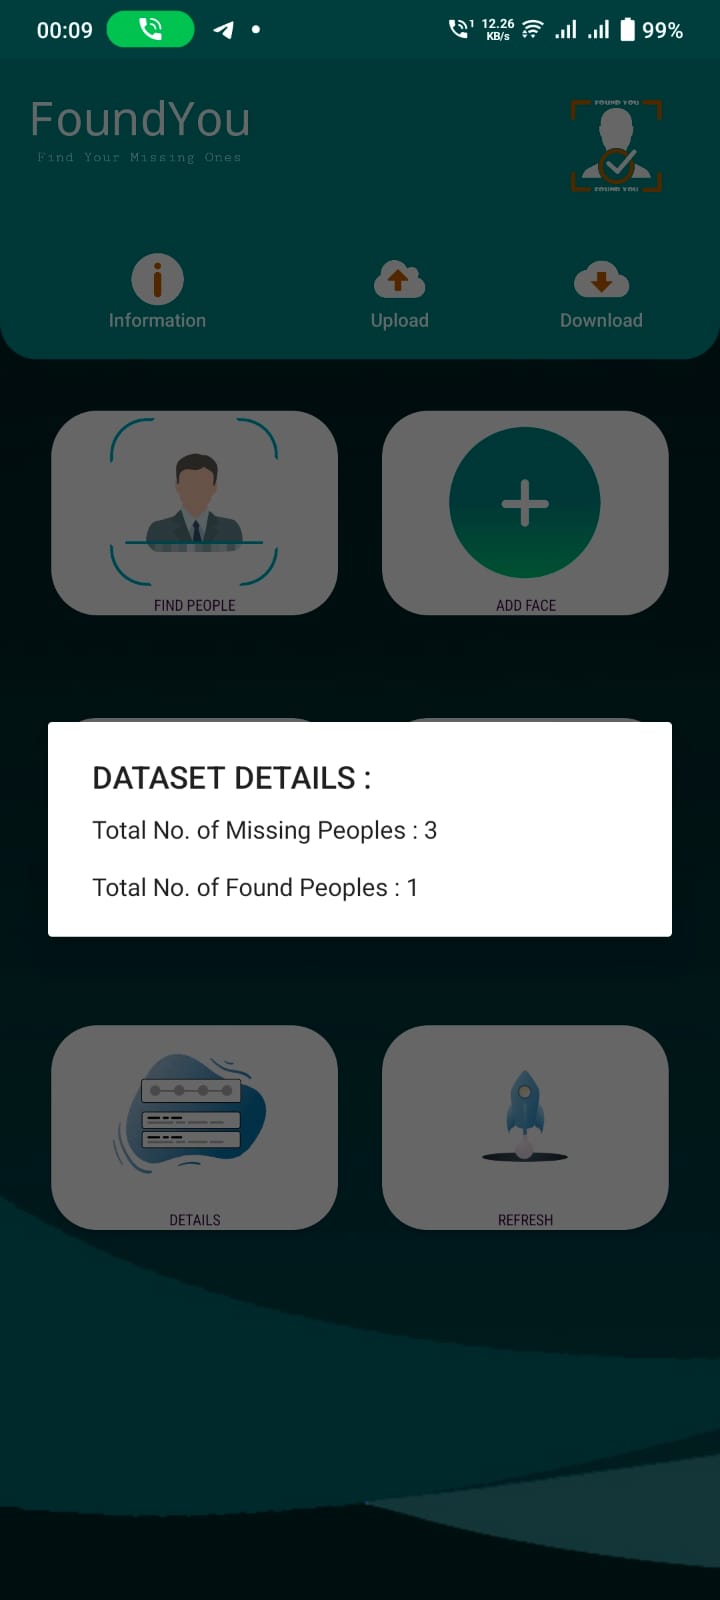 00:09
1 12.26 KB/s 99%
FoundYou
Find Your Missing Ones
FOUND YOU
FOUND YOU
Information
Upload
Download
FIND PEOPLE
ADD FACE
DATASET DETAILS :
Total No. of Missing Peoples : 3
Total No. of Found Peoples : 1
DETAILS
REFRESH